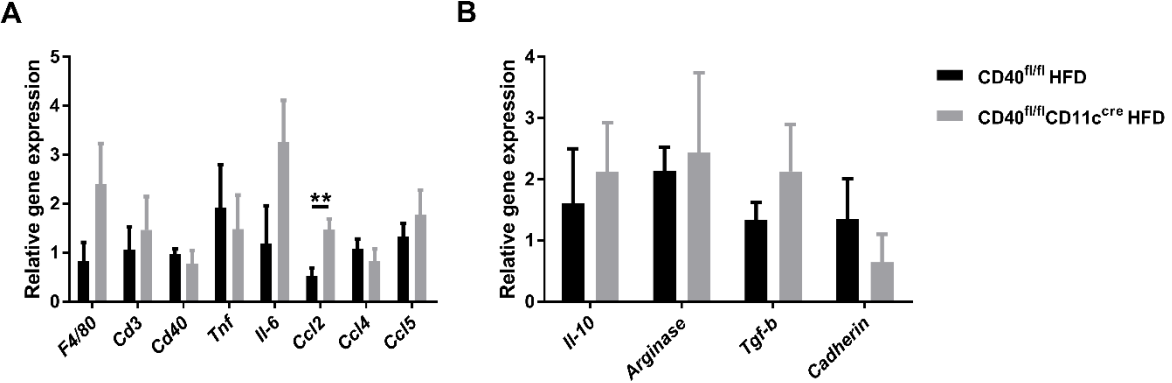 A
Relative gene expression
5
4
3
2
1
0
**
F4/80
Cd3
Cd40
Tnf
Il-6
Ccl2
Ccl4
Ccl5
B
Relative gene expression
4
3
2
1
0
Il-10
Arginase
Tgf-b
Cadherin
CD40fl/fl HFD
CD40fl/flCD11ccre HFD